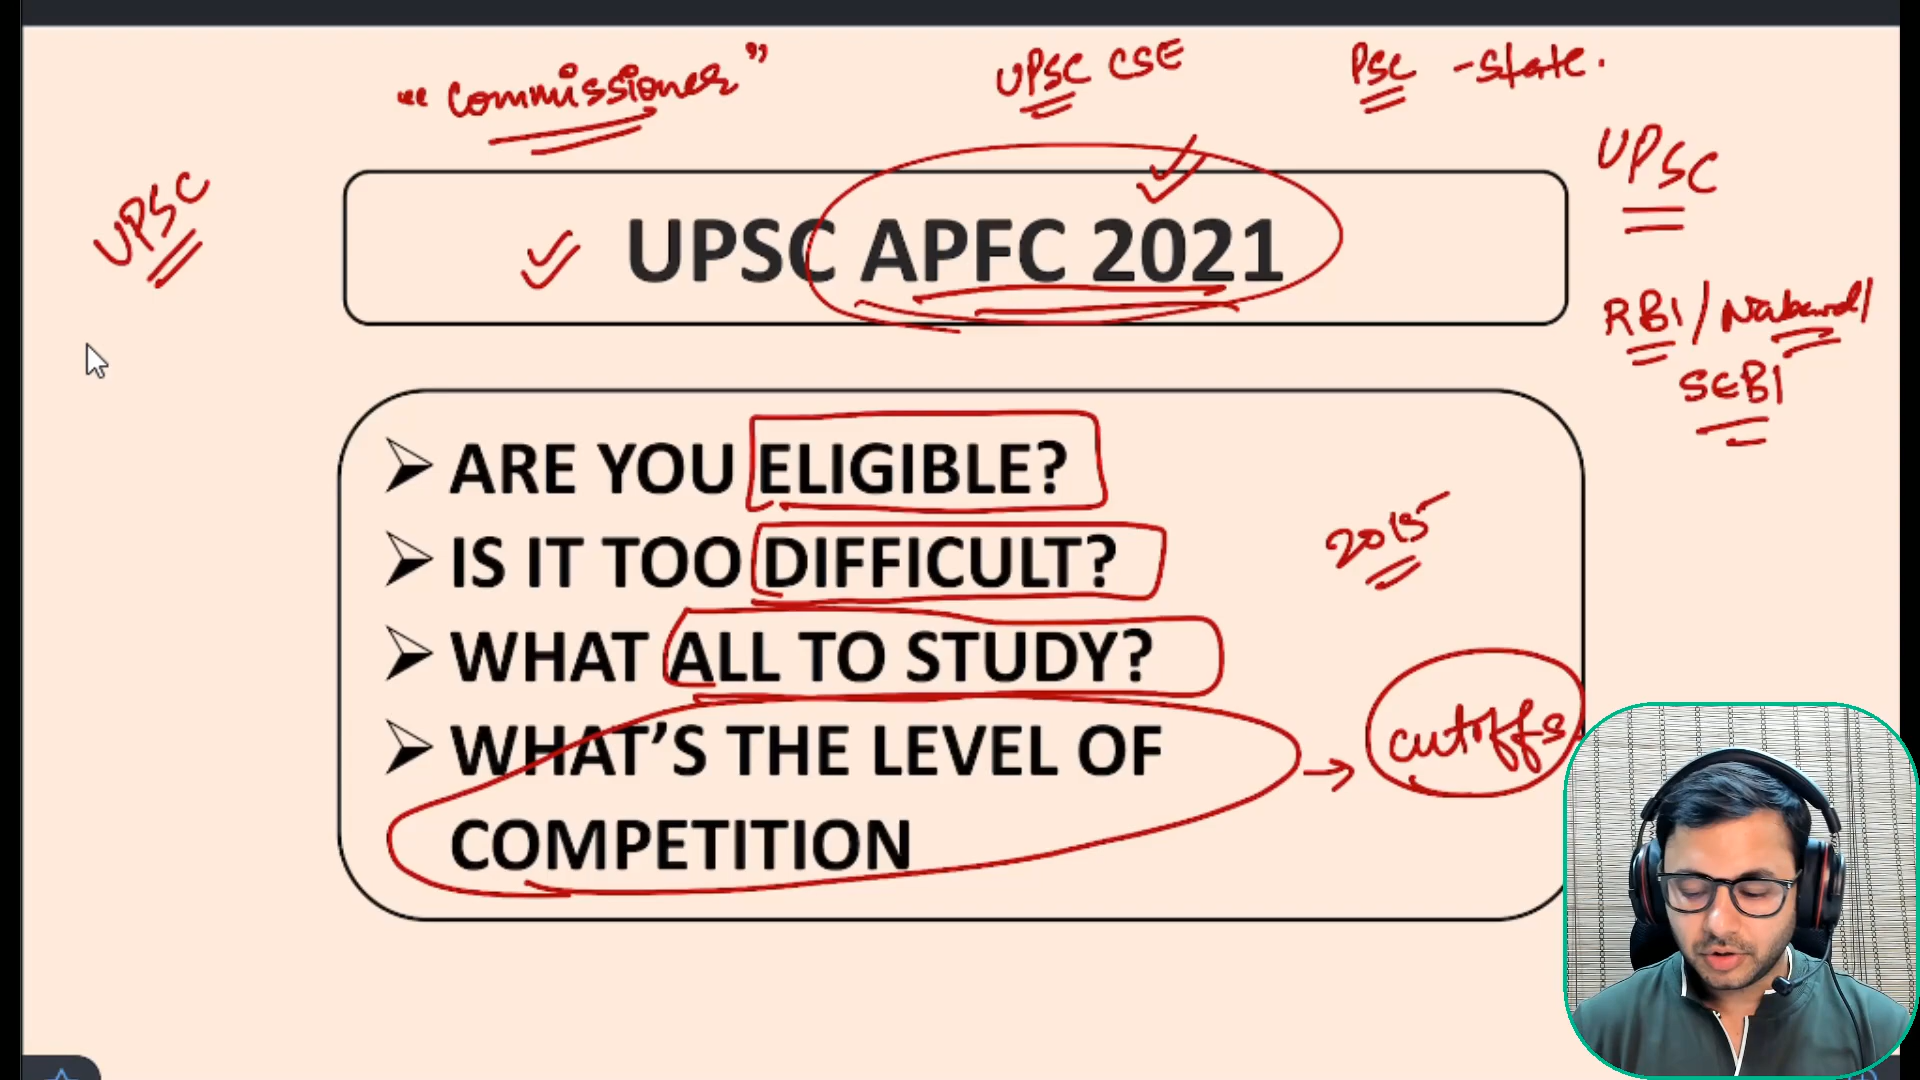 "Commissioner"
UPSC CSE
PSC - State.
UPSC
UPSC
UPSC APFC 2021
RBI / Nabard /
SEBI
ARE YOU ELIGIBLE?
IS IT TOO DIFFICULT?
2015
WHAT ALL TO STUDY?
WHAT'S THE LEVEL OF
COMPETITION
→ cutoffs